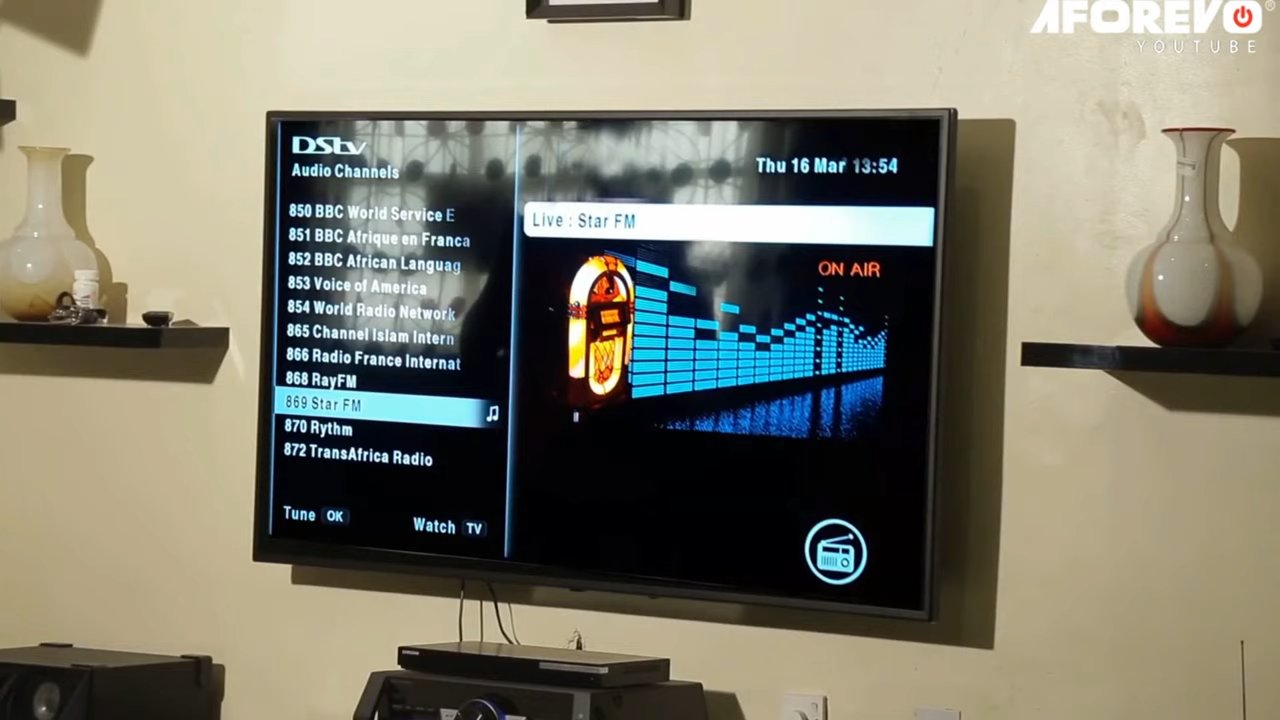 AFOREVO®
YOUTUBE
DStv
Audio Channels
Thu 16 Mar 13:54
850 BBC World Service E
851 BBC Afrique en Franca
852 BBC African Languag
853 Voice of America
854 World Radio Network
865 Channel Islam Intern
866 Radio France Internat
868 RayFM
869 Star FM
870 Rythm
872 TransAfrica Radio
Tune OK
Watch TV
Live : Star FM
ON AIR
SAMSUNG